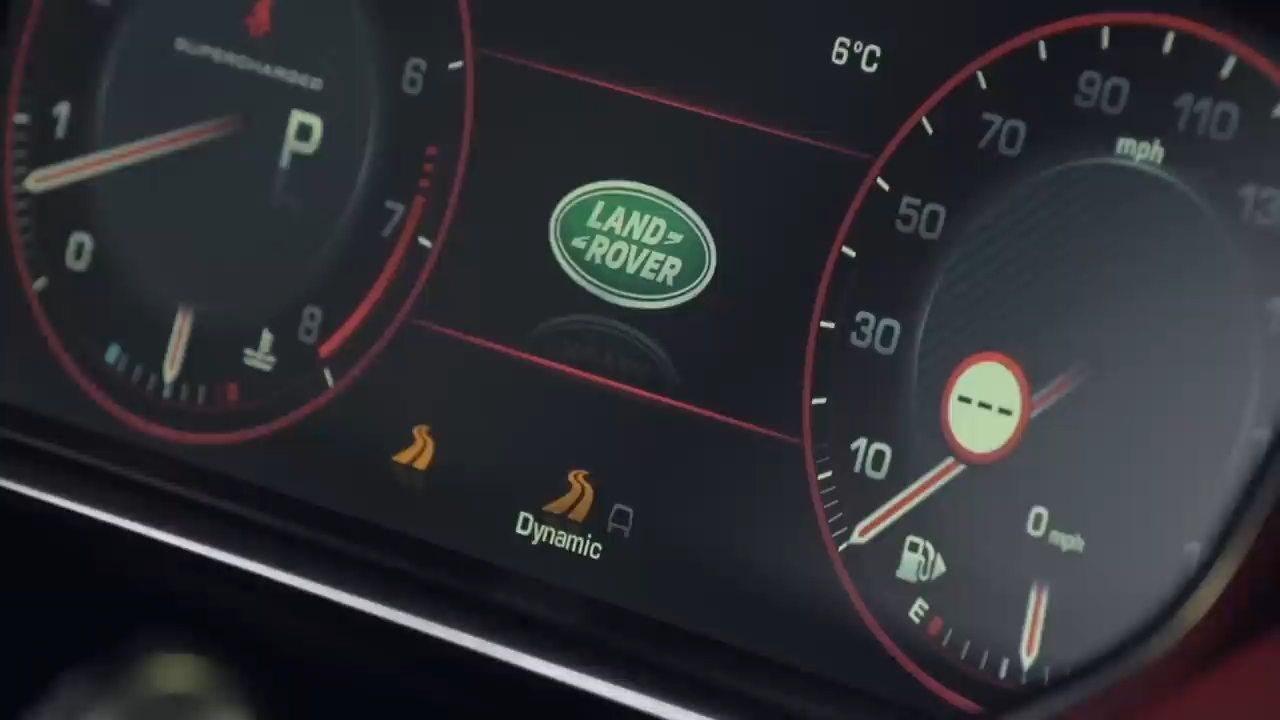 SUPERCHARGED
P
0
1
6
7
8
LAND
ROVER
6°C
Dynamic
10
30
50
70
90
110
mph
---
0 mph
E